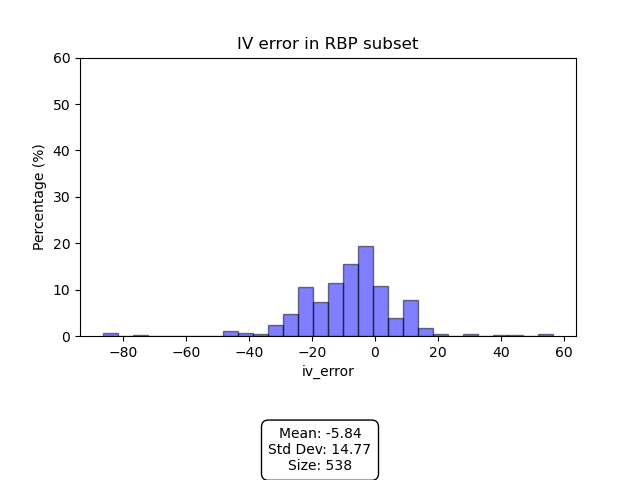 IV error in RBP subset
60
50
40
30
20
10
0
Percentage (%)
−80 −60 −40 −20 0 20 40 60
iv_error
Mean: -5.84
Std Dev: 14.77
Size: 538